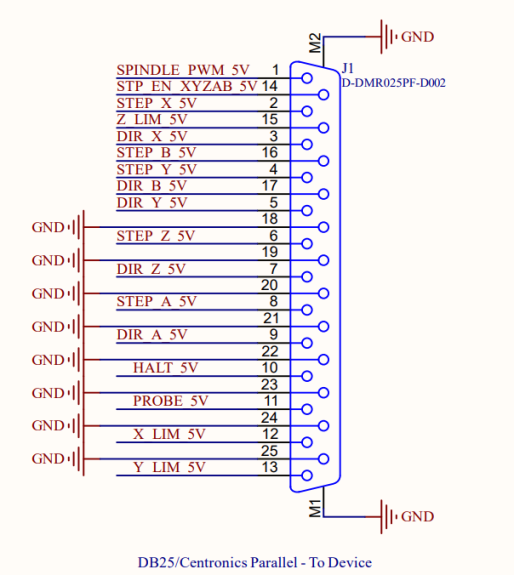 M2
GND
J1
D-DMR025PF-D002
SPINDLE_PWM_5V 1
STP_EN_XYZAB_5V 14
STEP_X_5V 2
Z_LIM_5V 15
DIR_X_5V 3
STEP_B_5V 16
STEP_Y_5V 4
DIR_B_5V 17
DIR_Y_5V 5
GND 18
STEP_Z_5V 6
GND 19
DIR_Z_5V 7
GND 20
STEP_A_5V 8
GND 21
DIR_A_5V 9
GND 22
HALT_5V 10
GND 23
PROBE_5V 11
GND 24
X_LIM_5V 12
GND 25
Y_LIM_5V 13
M1
GND
DB25/Centronics Parallel - To Device